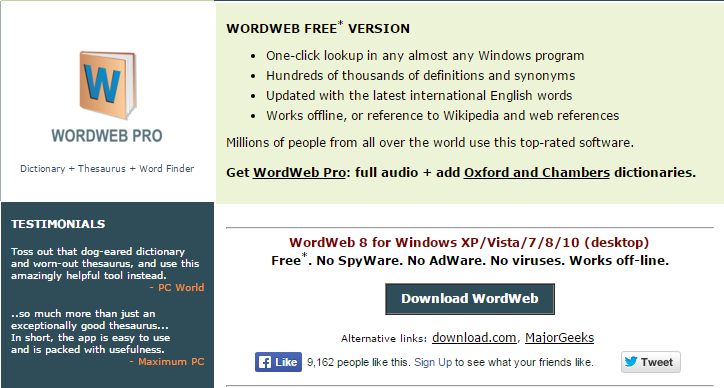 W
WORDWEB PRO
Dictionary + Thesaurus + Word Finder
TESTIMONIALS
Toss out that dog-eared dictionary
and worn-out thesaurus, and use this
amazingly helpful tool instead.
- PC World
..so much more than just an
exceptionally good thesaurus...
In short, the app is easy to use
and is packed with usefulness.
- Maximum PC
WORDWEB FREE* VERSION
• One-click lookup in any almost any Windows program
• Hundreds of thousands of definitions and synonyms
• Updated with the latest international English words
• Works offline, or reference to Wikipedia and web references
Millions of people from all over the world use this top-rated software.
Get WordWeb Pro: full audio + add Oxford and Chambers dictionaries.
WordWeb 8 for Windows XP/Vista/7/8/10 (desktop)
Free*. No SpyWare. No AdWare. No viruses. Works off-line.
Download WordWeb
Alternative links: download.com, MajorGeeks
f Like 9,162 people like this. Sign Up to see what your friends like. Tweet